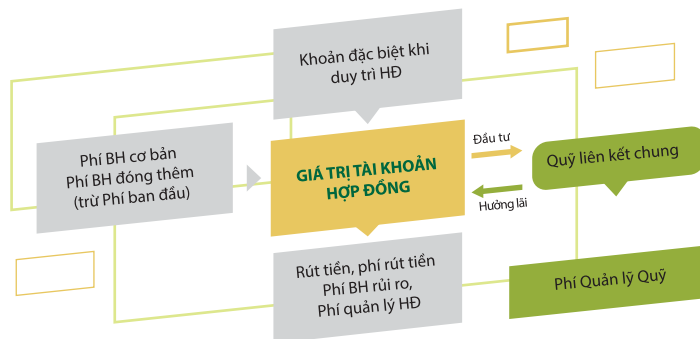 Khoản đặc biệt khi
duy trì HĐ
Phí BH cơ bản
Phí BH đóng thêm
(trừ Phí ban đầu)
GIÁ TRỊ TÀI KHOẢN
HỢP ĐỒNG
Đầu tư
Hưởng lãi
Quỹ liên kết chung
Rút tiền, phí rút tiền
Phí BH rủi ro,
Phí quản lý HĐ
Phí Quản lý Quỹ